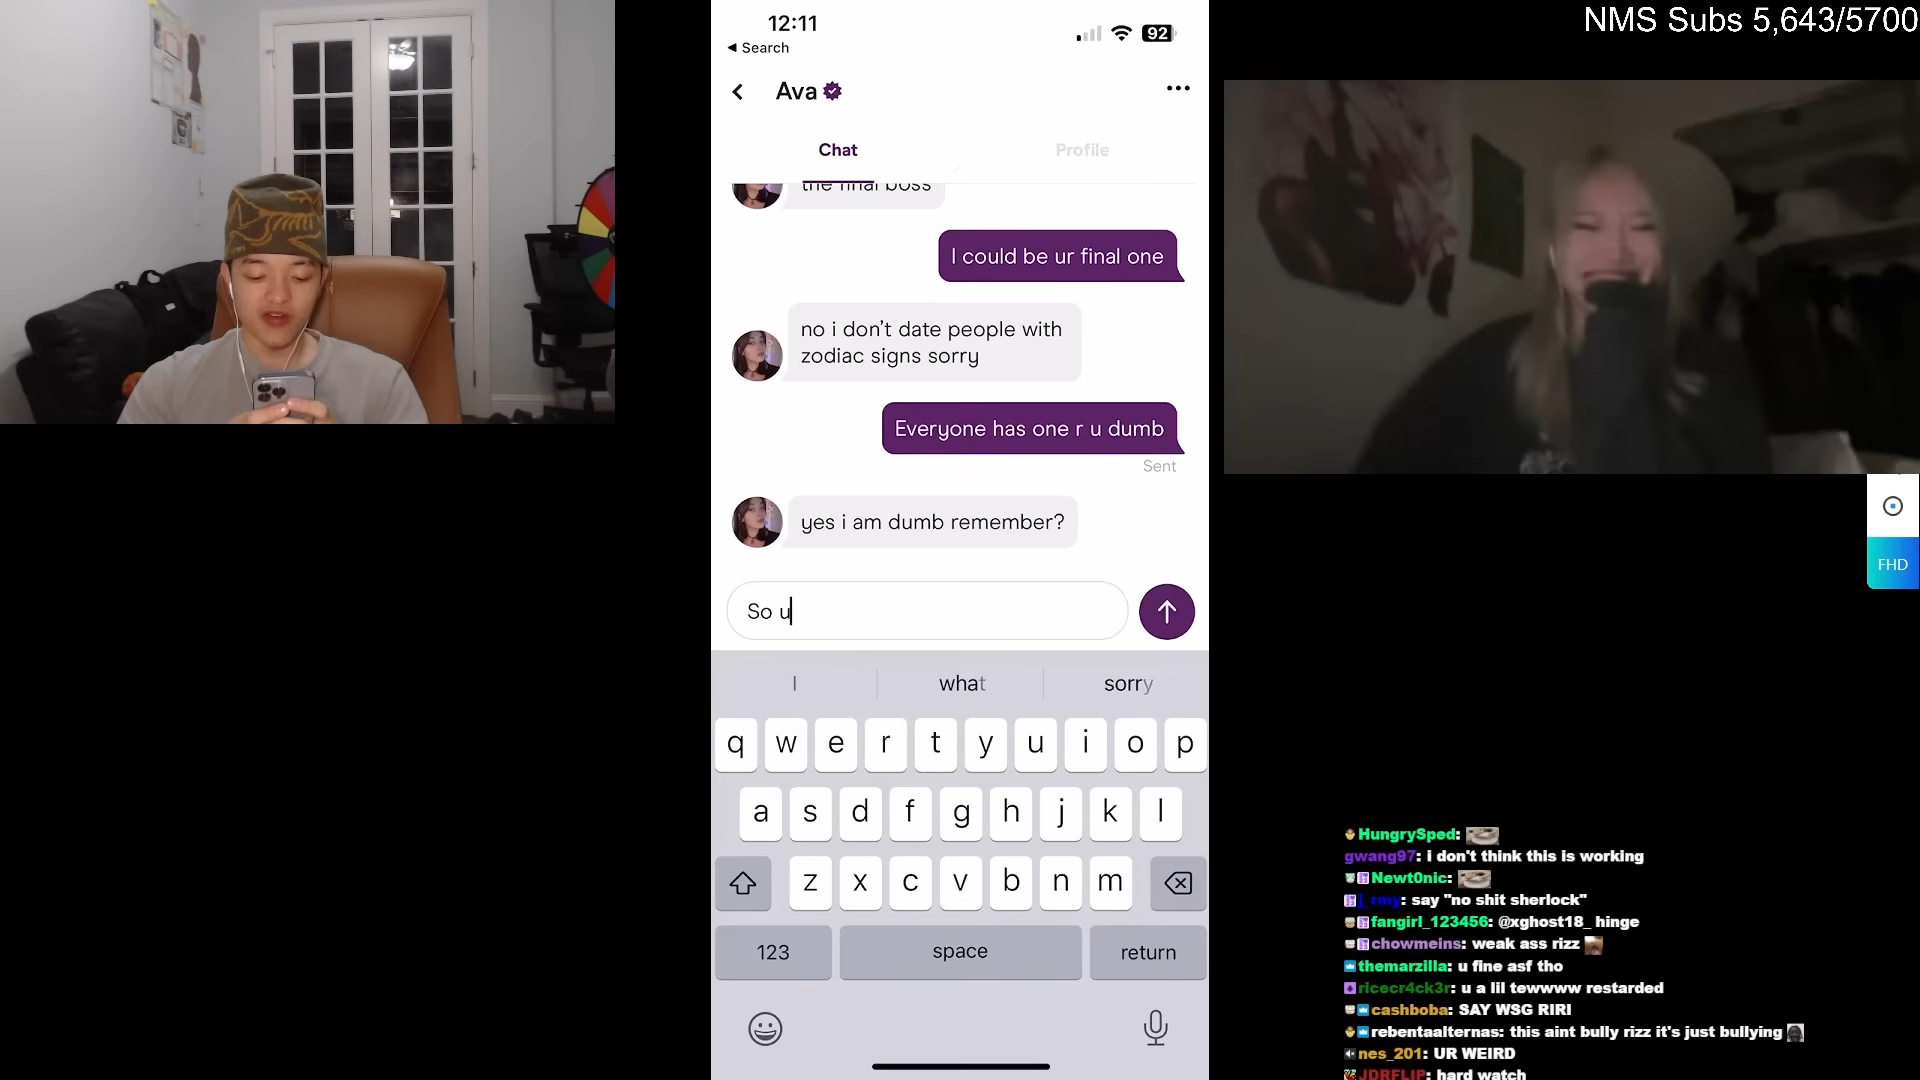 NMS Subs 5,643/5700
12:11
92
Search
Ava
Chat
Profile
the final boss
I could be ur final one
no i don’t date people with
zodiac signs sorry
Everyone has one r u dumb
Sent
yes i am dumb remember?
So u
I
what
sorry
q w e r t y u i o p
a s d f g h j k l
z x c v b n m
123
space
return
FHD
HungrySped:
gwang97: I don't think this is working
Newt0nic:
j_rmy: say "no shit sherlock"
fangirl_123456: @xghost18_ hinge
chowmeins: weak ass rizz
themarzilla: u fine asf tho
ricecr4ck3r: u a lil tewwww restarded
cashboba: SAY WSG RIRI
rebentaalternas: this aint bully rizz it's just bullying
nes_201: UR WEIRD
JDRFLIP: hard watch